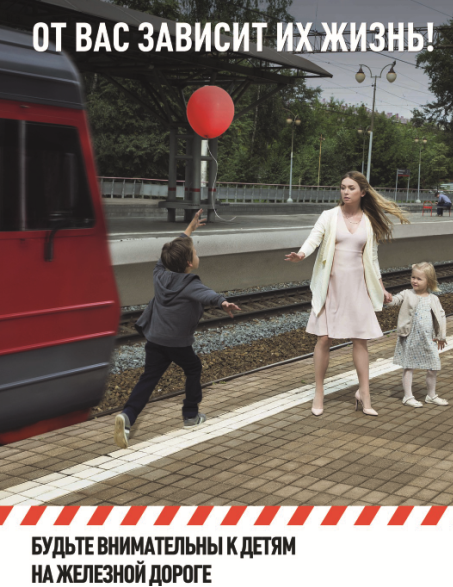 ОТ ВАС ЗАВИСИТ ИХ ЖИЗНЬ!
БУДЬТЕ ВНИМАТЕЛЬНЫ К ДЕТЯМ
НА ЖЕЛЕЗНОЙ ДОРОГЕ